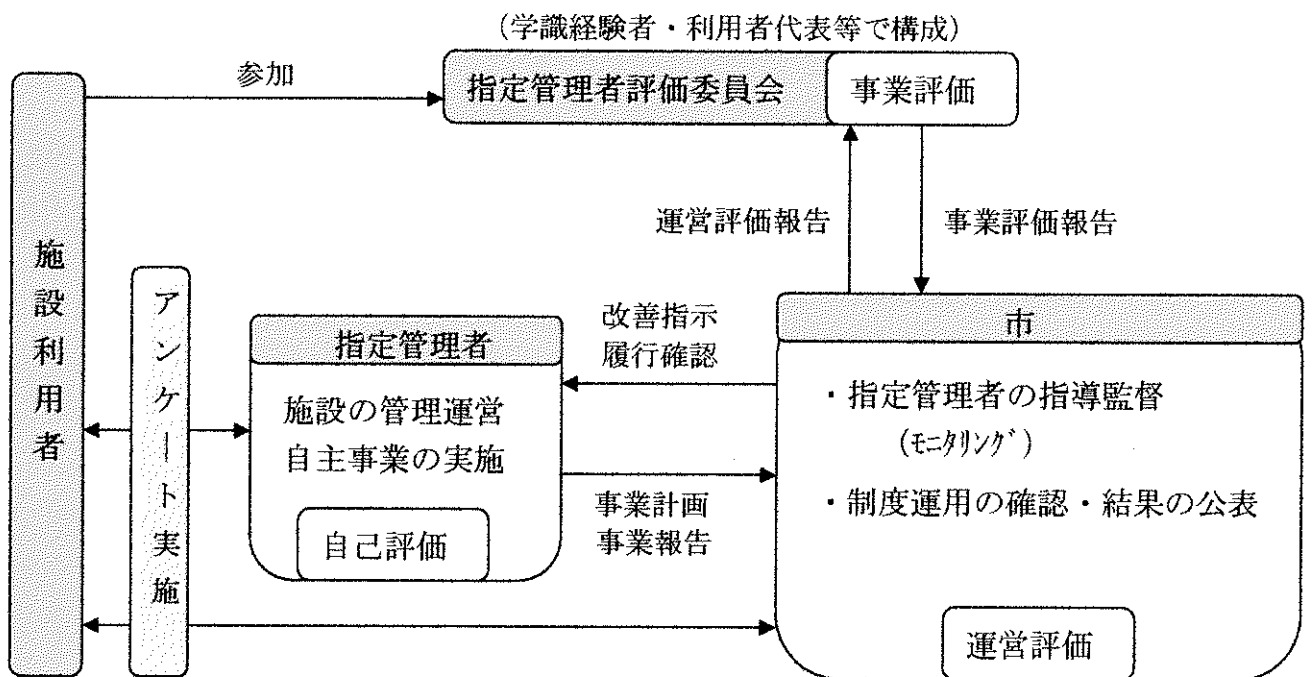 (学識経験者・利用者代表等で構成)
参加
指定管理者評価委員会
事業評価
運営評価報告
事業評価報告
施設利用者
アンケート実施
指定管理者
施設の管理運営
自主事業の実施
自己評価
改善指示
履行確認
事業計画
事業報告
市
・指定管理者の指導監督
(ﾓﾆﾀﾘﾝｸﾞ)
・制度運用の確認・結果の公表
運営評価